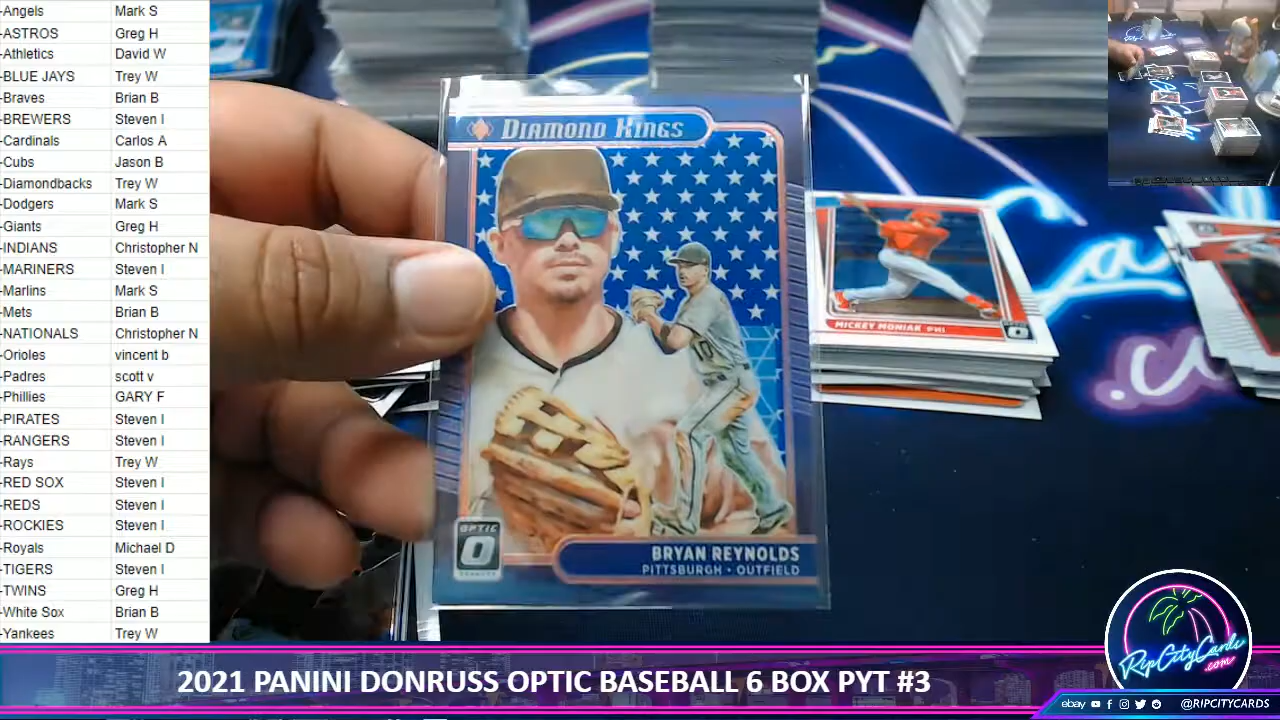 -Angels Mark S
-ASTROS Greg H
-Athletics David W
-BLUE JAYS Trey W
-Braves Brian B
-BREWERS Steven I
-Cardinals Carlos A
-Cubs Jason B
-Diamondbacks Trey W
-Dodgers Mark S
-Giants Greg H
-INDIANS Christopher N
-MARINERS Steven I
-Marlins Mark S
-Mets Brian B
-NATIONALS Christopher N
-Orioles vincent b
-Padres scott v
-Phillies GARY F
-PIRATES Steven I
-RANGERS Steven I
-Rays Trey W
-RED SOX Steven I
-REDS Steven I
-ROCKIES Steven I
-Royals Michael D
-TIGERS Steven I
-TWINS Greg H
-White Sox Brian B
-Yankees Trey W
DIAMOND KINGS
10
OPTIC
BRYAN REYNOLDS
PITTSBURGH • OUTFIELD
MICKEY MONIAK PHI
.c
2021 PANINI DONRUSS OPTIC BASEBALL 6 BOX PYT #3
RipCityCards
.com
ebay @RIPCITYCARDS